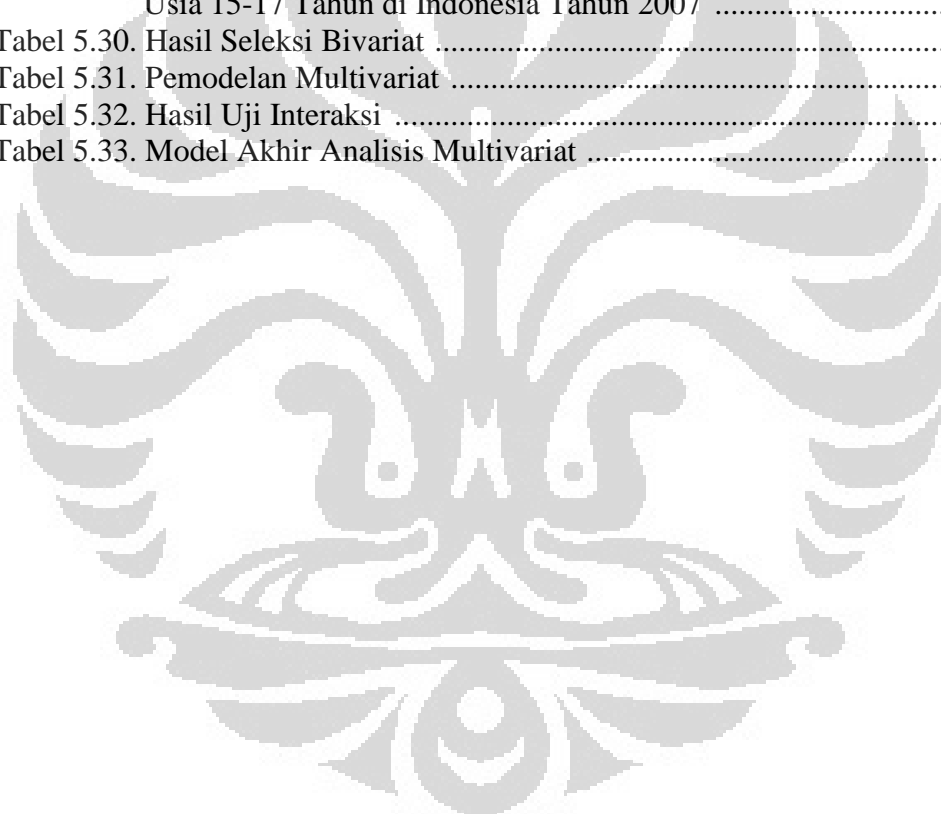 Usia 15-17 Tahun di Indonesia Tahun 2007 ..............................
Tabel 5.30. Hasil Seleksi Bivariat ................................................................
Tabel 5.31. Pemodelan Multivariat ..............................................................
Tabel 5.32. Hasil Uji Interaksi .....................................................................
Tabel 5.33. Model Akhir Analisis Multivariat .............................................